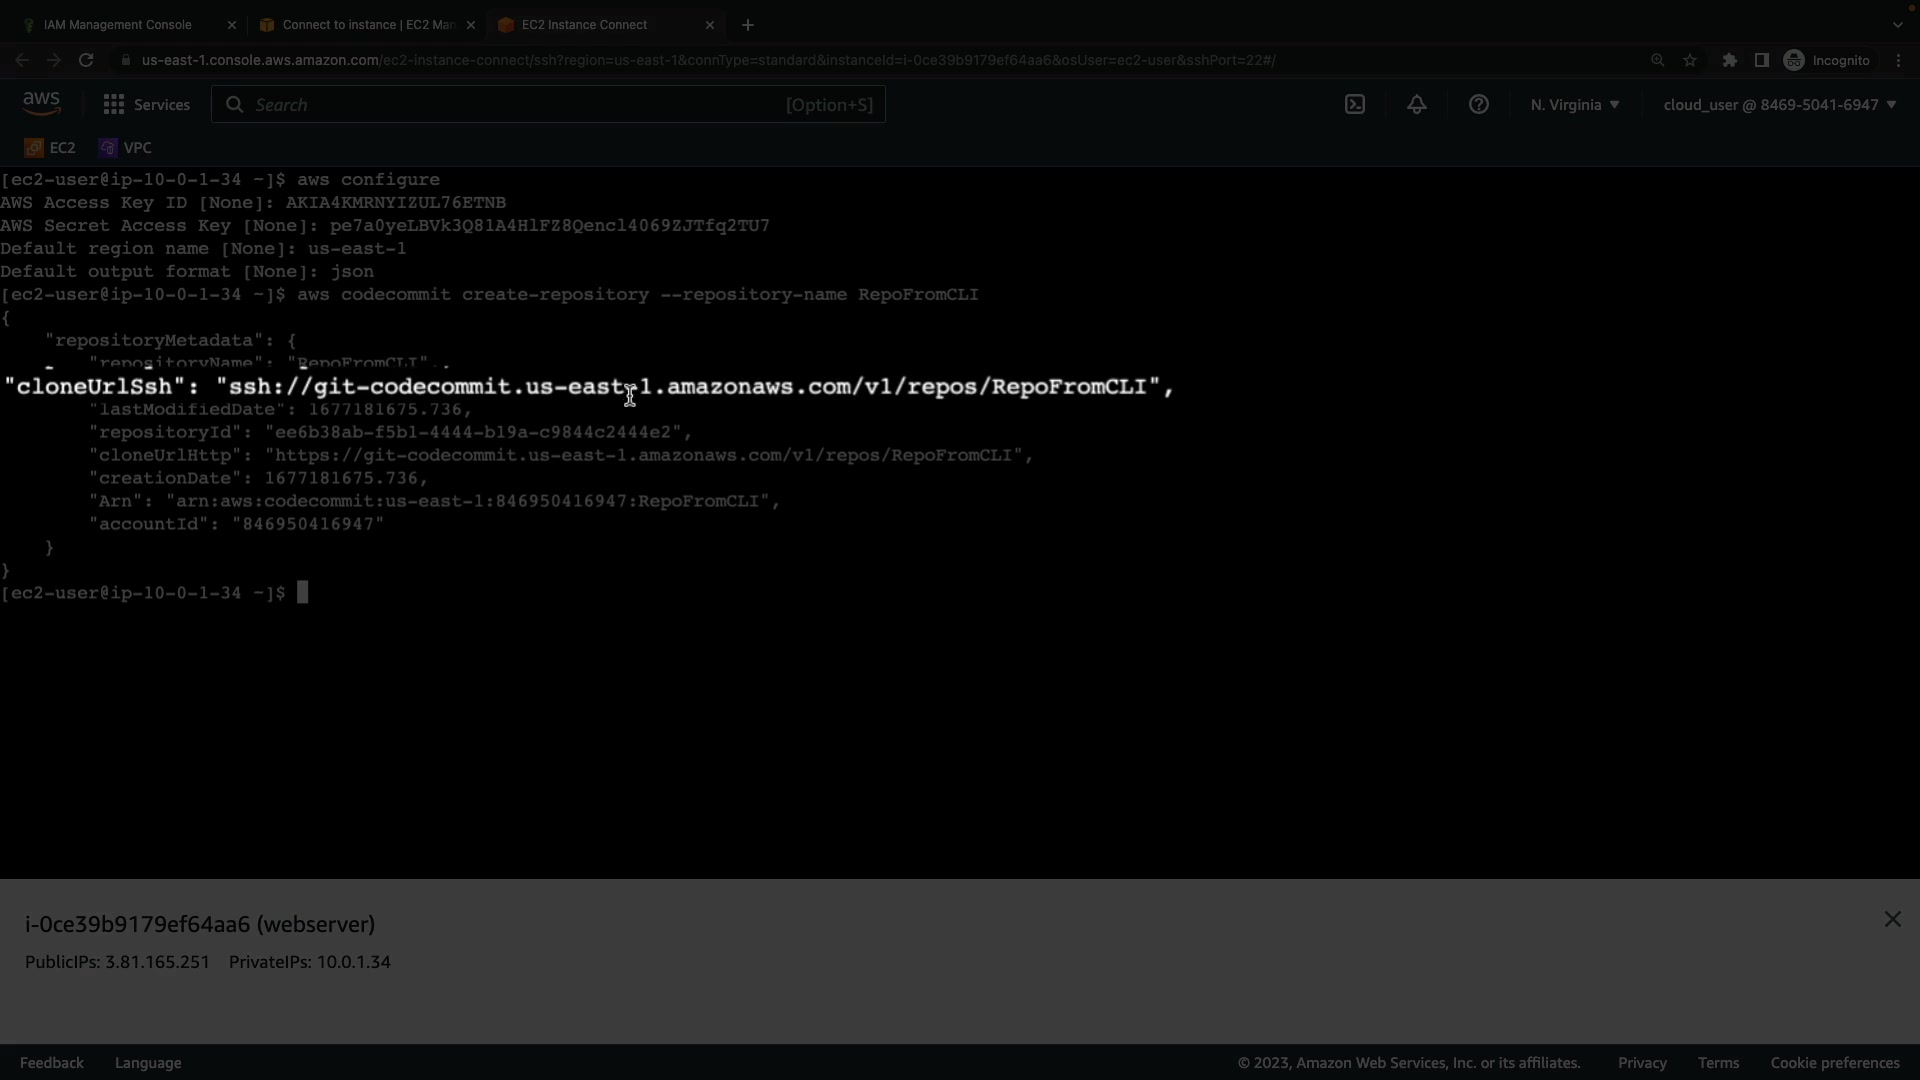 IAM Management Console
Connect to instance | EC2 Man
EC2 Instance Connect
us-east-1.console.aws.amazon.com/ec2-instance-connect/ssh?region=us-east-1&connType=standard&instanceId=i-0ce39b9179ef64aa6&osUser=ec2-user&sshPort=22#/
Incognito
aws
Services
Search
[Option+S]
N. Virginia
cloud_user @ 8469-5041-6947
EC2
VPC
[ec2-user@ip-10-0-1-34 ~]$ aws configure
AWS Access Key ID [None]: AKIA4KMRNYIZUL76ETNB
AWS Secret Access Key [None]: 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
Default region name [None]: us-east-1
Default output format [None]: json
[ec2-user@ip-10-0-1-34 ~]$ aws codecommit create-repository --repository-name RepoFromCLI
{
    "repositoryMetadata": {
        "repositoryName": "RepoFromCLI",
"cloneUrlSsh": "ssh://git-codecommit.us-east-1.amazonaws.com/v1/repos/RepoFromCLI",
        "lastModifiedDate": 1677181675.736,
        "repositoryId": "ee6b38ab-f5b1-4444-b19a-c9844c2444e2",
        "cloneUrlHttp": "https://git-codecommit.us-east-1.amazonaws.com/v1/repos/RepoFromCLI",
        "creationDate": 1677181675.736,
        "Arn": "arn:aws:codecommit:us-east-1:846950416947:RepoFromCLI",
        "accountId": "846950416947"
    }
}
[ec2-user@ip-10-0-1-34 ~]$
i-0ce39b9179ef64aa6 (webserver)
PublicIPs: 3.81.165.251 PrivateIPs: 10.0.1.34
Feedback
Language
© 2023, Amazon Web Services, Inc. or its affiliates.
Privacy
Terms
Cookie preferences